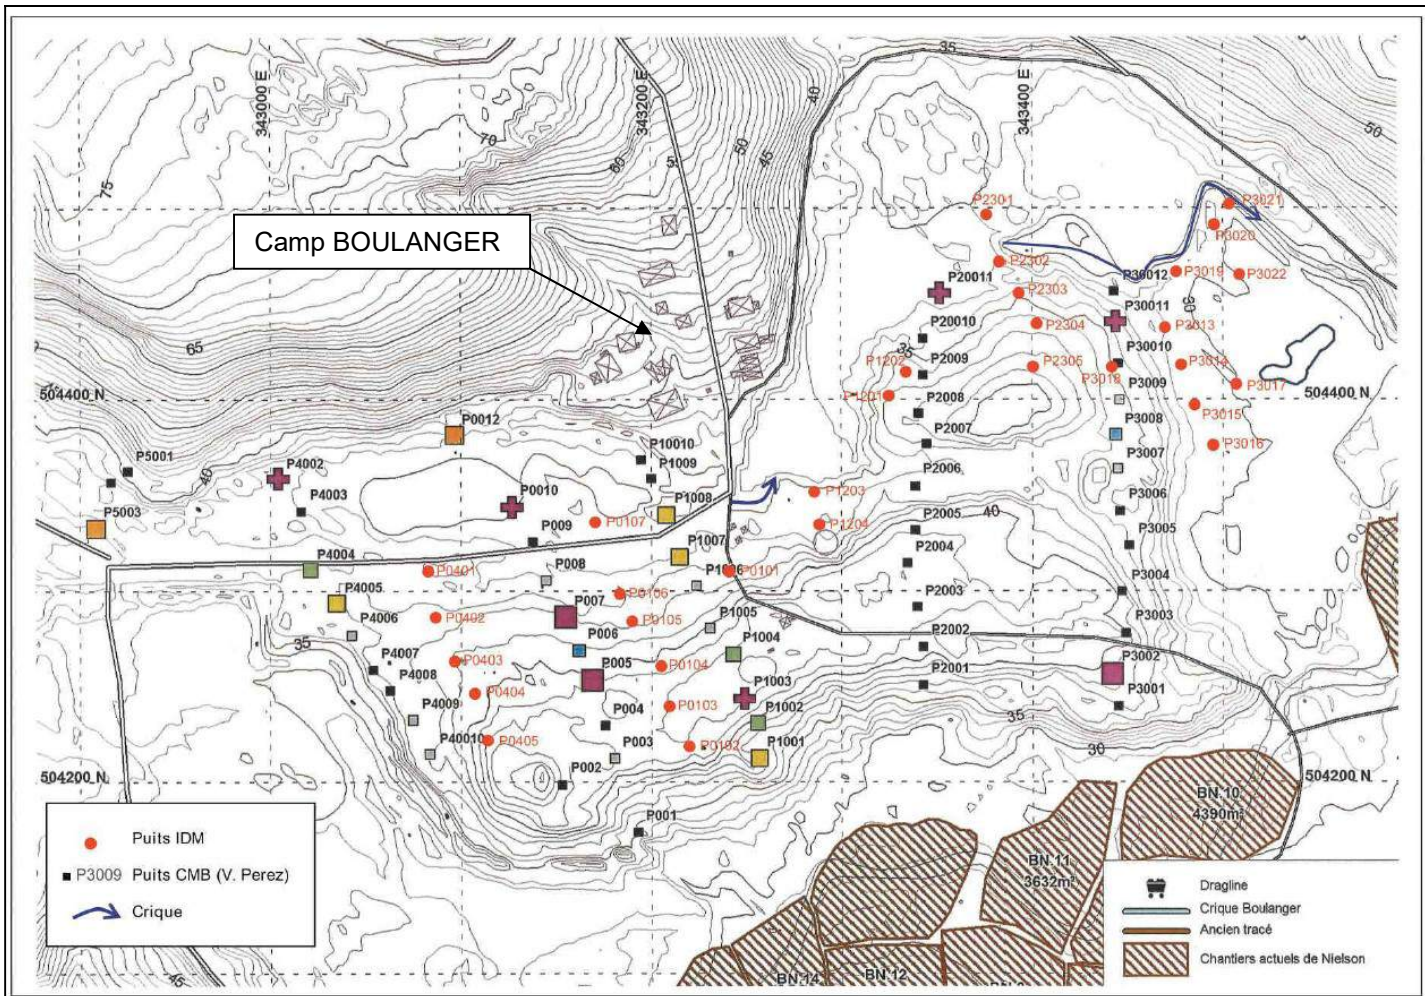 343000 E
343200 E
343400 E
35
40
50
75
70
60
50
45
65
Camp BOULANGER
P2301
P3021
P3020
P2302
P20011
P30012
P3019
P3022
P2303
P30011
P2304
P3013
P20010
P30010
35
P1202
P2009
P2305
P3018
P3014
P3009
P3017
504400 N
P1201
P2008
504400 N
P3015
P0012
P3008
P2007
P3016
P5001
P4002
P10010
P1009
P2006
P3007
40
P4003
P0010
P1008
P1203
P3006
P5003
P009
P0107
P2005
40
P3005
P1204
P4004
P0401
P008
P1007
P2004
P0101
P3004
P4005
P0106
P007
P2003
P4006
P0402
P0105
P1005
P3003
P006
P1004
P2002
35
P4007
P0403
P005
P0104
P2001
P3002
P4008
P0404
P1003
P3001
P4009
P004
P0103
P1002
35
P40010
P0405
P003
P0102
P1001
30
504200 N
P002
504200 N
P001
BN 10
4390m²
BN 11
3632m²
BN 12
BN 14
45
Puits IDM
P3009 Puits CMB (V. Perez)
Crique
Dragline
Crique Boulanger
Ancien tracé
Chantiers actuels de Nielson